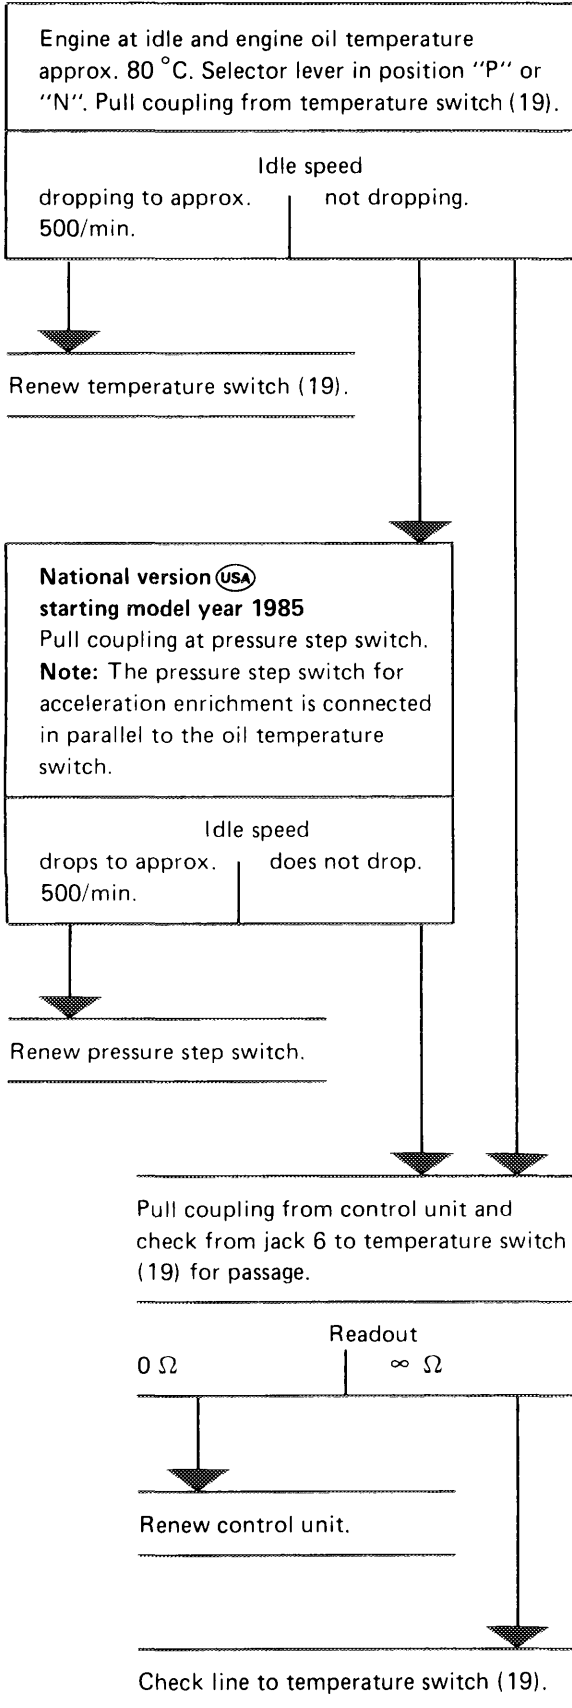 Engine at idle and engine oil temperature
approx. 80 °C. Selector lever in position "P" or
"N". Pull coupling from temperature switch (19).
Idle speed
dropping to approx.
500/min.
not dropping.
Renew temperature switch (19).
National version USA
starting model year 1985
Pull coupling at pressure step switch.
Note: The pressure step switch for
acceleration enrichment is connected
in parallel to the oil temperature
switch.
Idle speed
drops to approx.
500/min.
does not drop.
Renew pressure step switch.
Pull coupling from control unit and
check from jack 6 to temperature switch
(19) for passage.
Readout
0 Ω
∞ Ω
Renew control unit.
Check line to temperature switch (19).